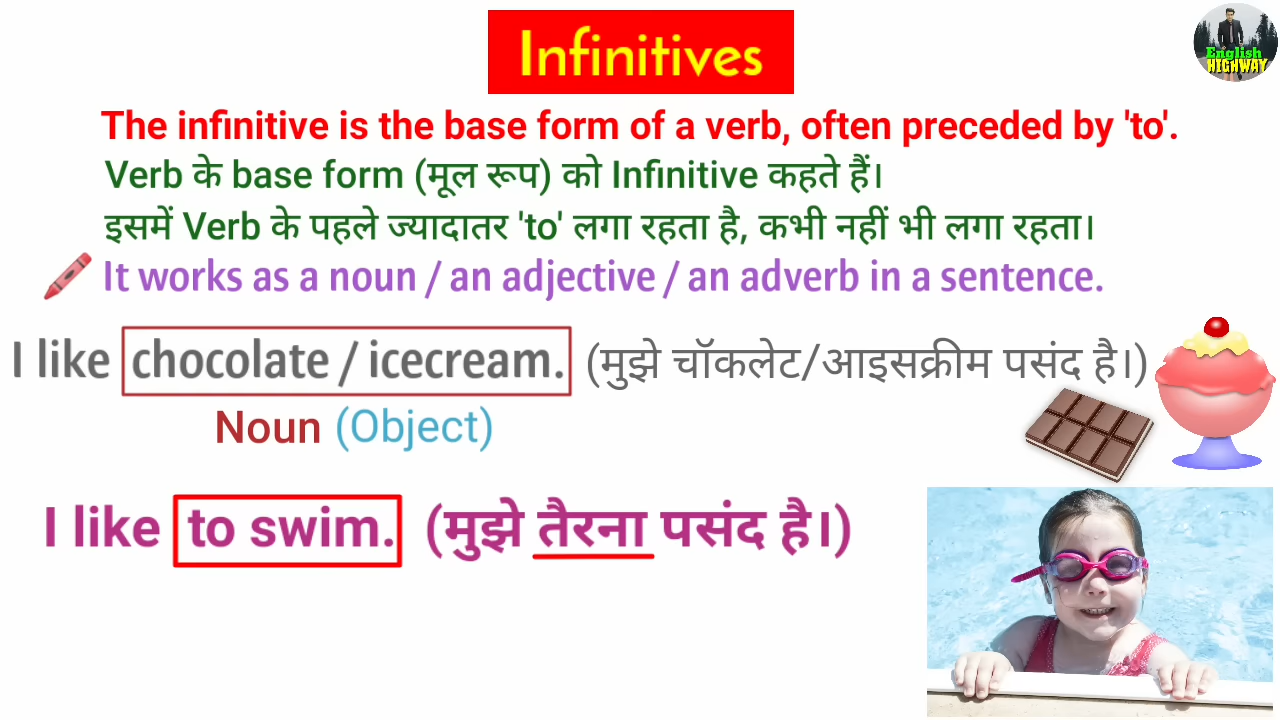 Infinitives
English
HIGHWAY
The infinitive is the base form of a verb, often preceded by 'to'.
Verb के base form (मूल रूप) को Infinitive कहते हैं।
इसमें Verb के पहले ज्यादातर 'to' लगा रहता है, कभी नहीं भी लगा रहता।
It works as a noun / an adjective / an adverb in a sentence.
I like chocolate / icecream. (मुझे चॉकलेट/आइसक्रीम पसंद है।)
Noun (Object)
I like to swim. (मुझे तैरना पसंद है।)